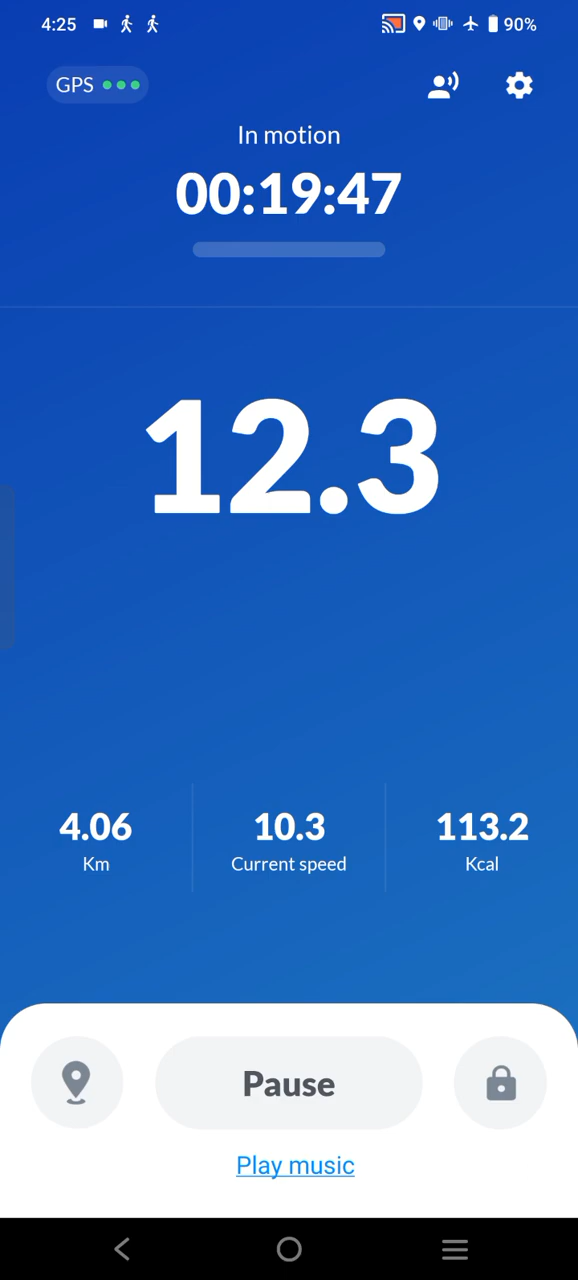 4:25 90%
GPS
In motion
00:19:47
12.3
4.06 10.3 113.2
Km Current speed Kcal
Pause
Play music